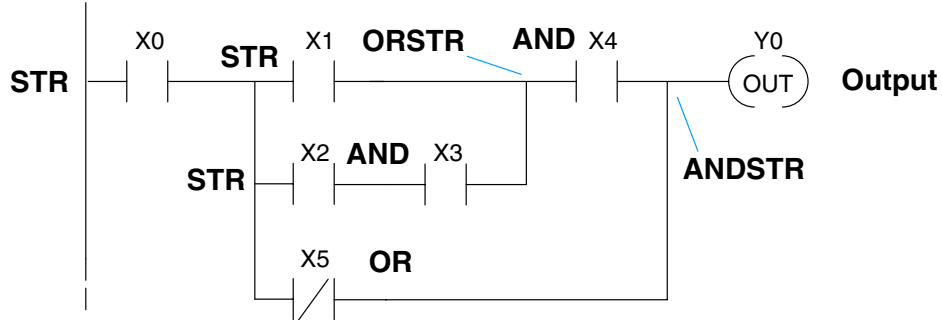 X0
STR
X1
ORSTR
AND
X4
Y0
STR
OUT
Output
X2
AND
X3
STR
ANDSTR
X5
OR